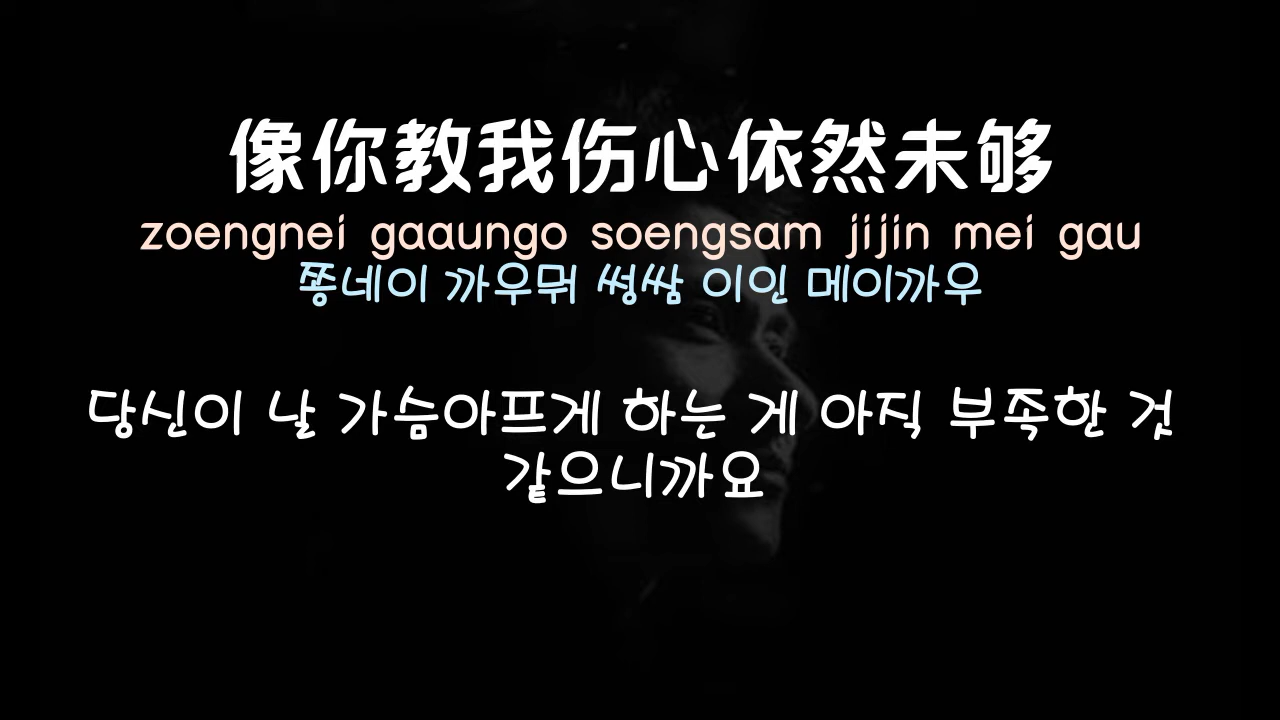 像你教我伤心依然未够
zoengnei gaaungo soengsam jijin mei gau
쫑네이 까우뭐 썽쌈 이인 메이까우
당신이 날 가슴아프게 하는 게 아직 부족한 것
같으니까요